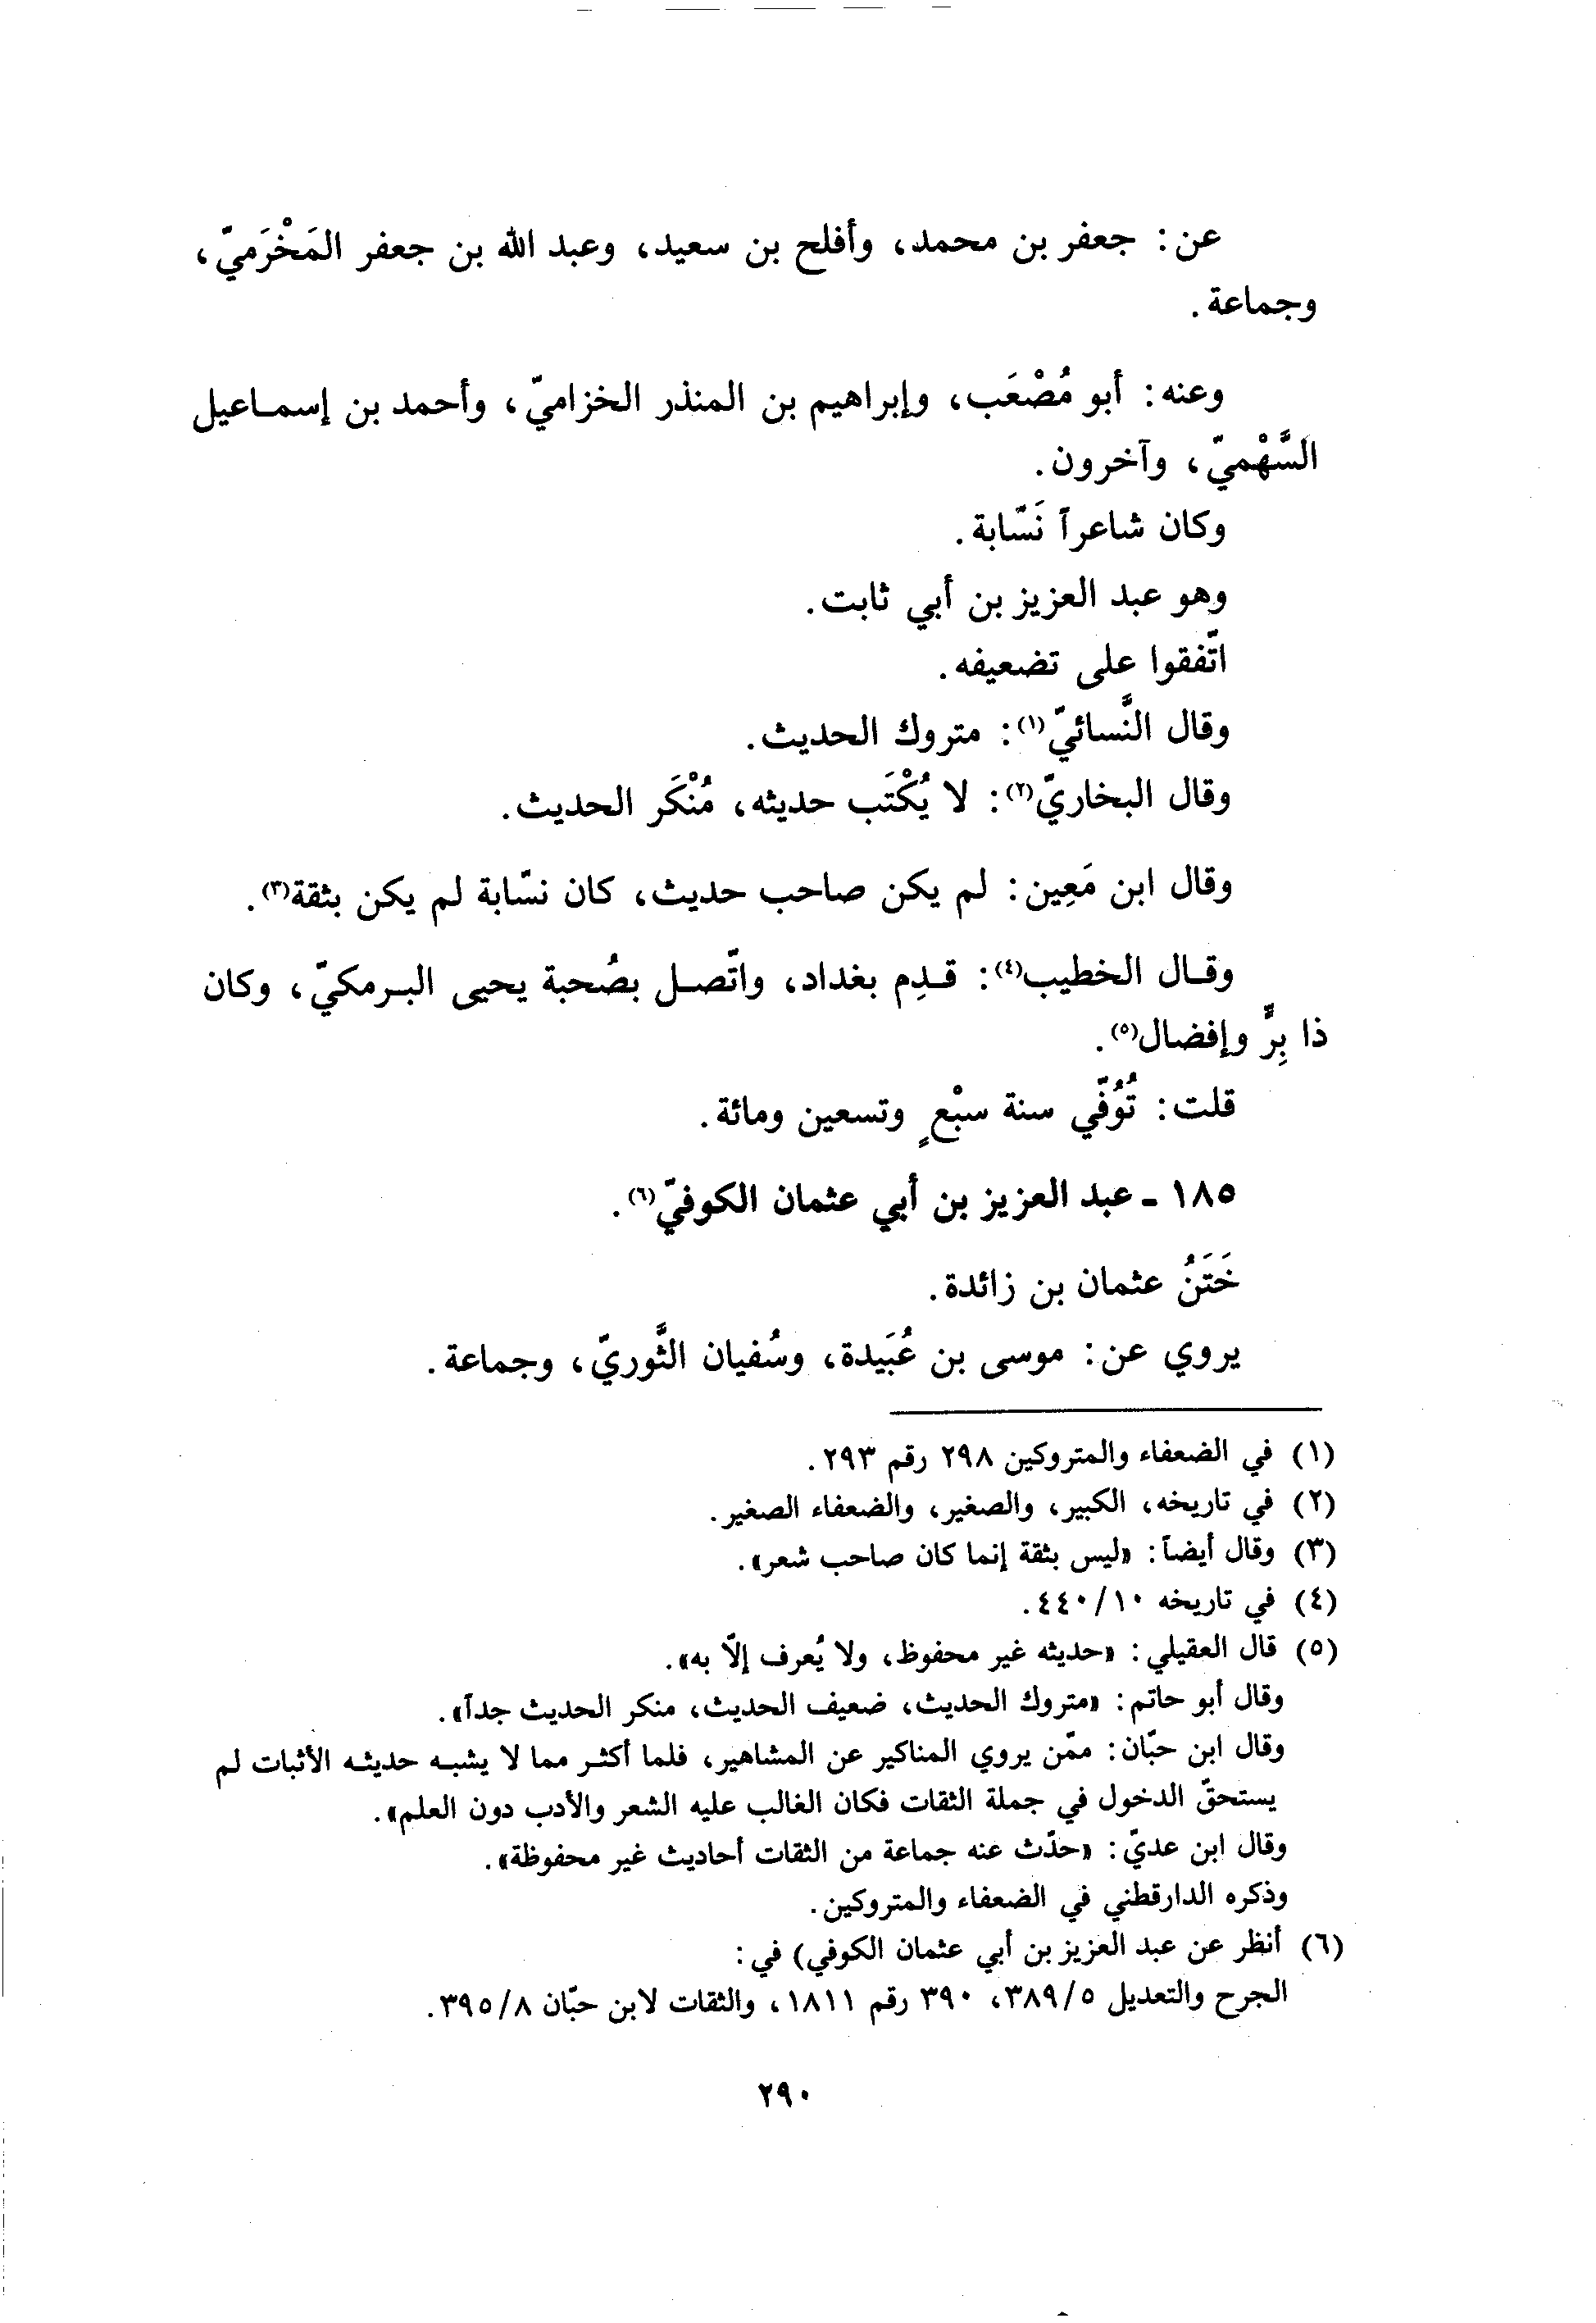 عن: جعفر بن محمد، وأفلح بن سعيد، وعبد الله بن جعفر المَخْرَميّ،
وجماعة.
وعنه: أبو مُصْعَب، وإبراهيم بن المنذر الخزاميّ، وأحمد بن إسماعيل
السَّهْميّ، وآخرون.
وكان شاعراً نَسّابة.
وهو عبد العزيز بن أبي ثابت.
اتّفقوا على تضعيفه.
وقال النَّسائيّ(١): متروك الحديث.
وقال البخاريّ(٢): لا يُكْتَب حديثه، مُنْكَر الحديث.
وقال ابن مَعِين: لم يكن صاحب حديث، كان نسّابة لم يكن بثقة(٣).
وقال الخطيب(٤): قدِم بغداد، واتّصل بصُحبة يحيى البرمكيّ، وكان
ذا بِرٍّ وإفضال(٥).
قلت: تُوُفّي سنة سبْعٍ وتسعين ومائة.
١٨٥ ـ عبد العزيز بن أبي عثمان الكوفيّ(٦).
خَتَنُ عثمان بن زائدة.
يروي عن: موسى بن عُبَيدة، وسُفيان الثَّوريّ، وجماعة.
(١) في الضعفاء والمتروكين ٢٩٨ رقم ٢٩٣.
(٢) في تاريخه، الكبير، والصغير، والضعفاء الصغير.
(٣) وقال أيضاً: «ليس بثقة إنما كان صاحب شعر».
(٤) في تاريخه ١٠/٤٤٠.
(٥) قال العقيلي: «حديثه غير محفوظ، ولا يُعرف إلّا به».
وقال أبو حاتم: «متروك الحديث، ضعيف الحديث، منكر الحديث جداً».
وقال ابن حبّان: ممّن يروي المناكير عن المشاهير، فلما أكثر مما لا يشبه حديثه الأثبات لم
يستحقّ الدخول في جملة الثقات فكان الغالب عليه الشعر والأدب دون العلم».
وقال ابن عديّ: «حدّث عنه جماعة من الثقات أحاديث غير محفوظة».
وذكره الدارقطني في الضعفاء والمتروكين.
(٦) أنظر عن عبد العزيز بن أبي عثمان الكوفي) في:
الجرح والتعديل ٥/٣٨٩، ٣٩٠ رقم ١٨١١، والثقات لابن حبّان ٨/٣٩٥.
٢٩٠